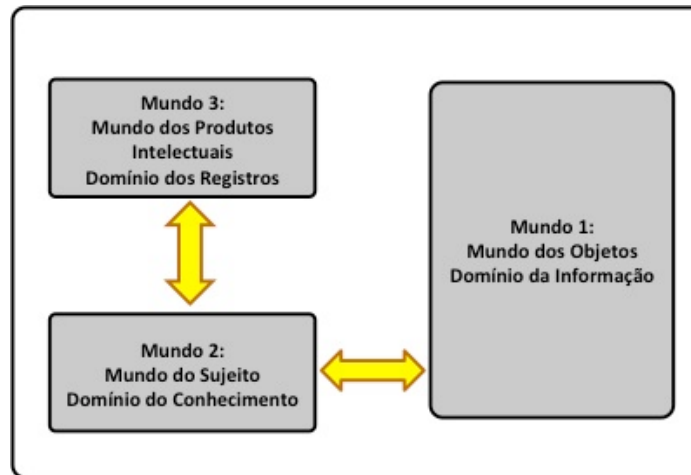 Mundo 3:
Mundo dos Produtos
Intelectuais
Domínio dos Registros
Mundo 1:
Mundo dos Objetos
Domínio da Informação
Mundo 2:
Mundo do Sujeito
Domínio do Conhecimento